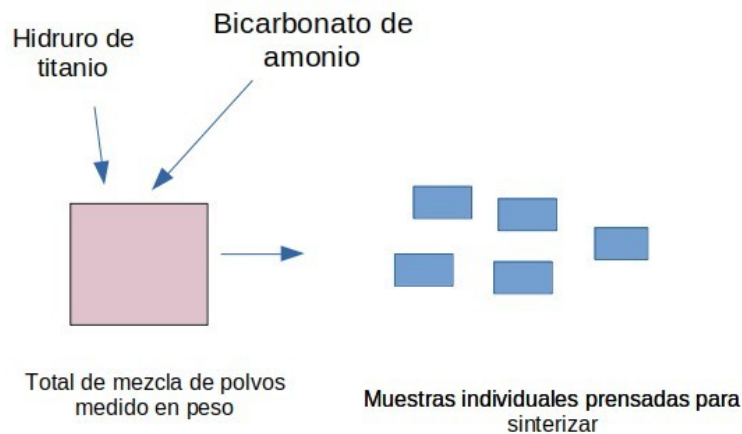 Hidruro de
titanio
Bicarbonato de
amonio
Total de mezcla de polvos
medido en peso
Muestras individuales prensadas para
sinterizar